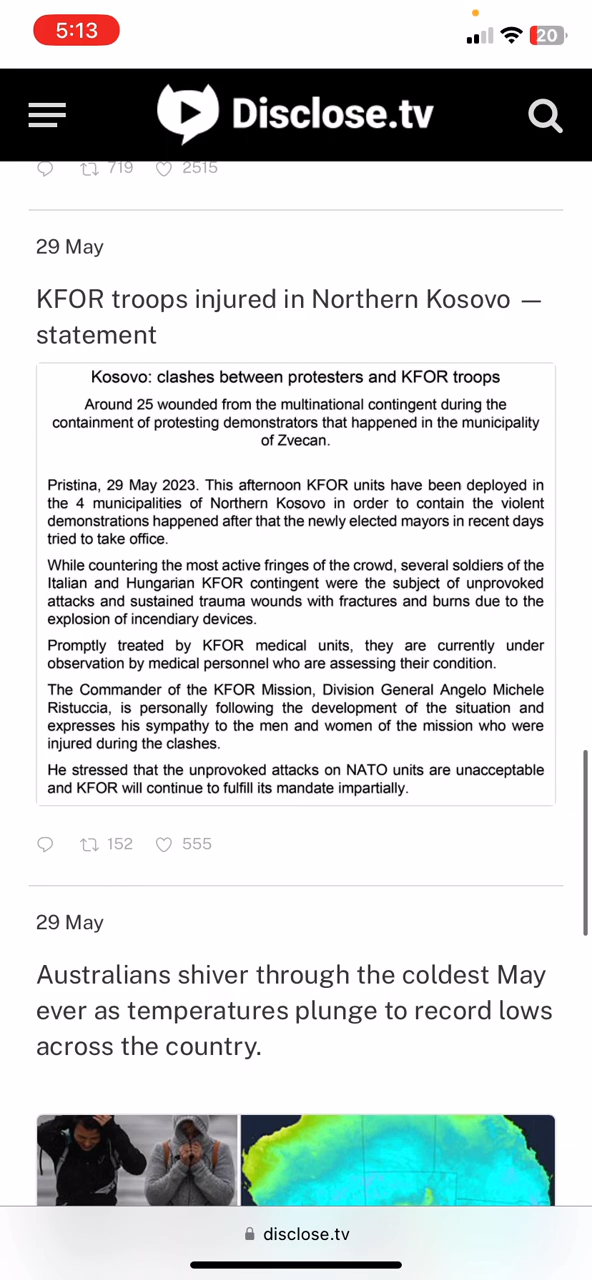 5:13
20
Disclose.tv
719 2515
29 May
KFOR troops injured in Northern Kosovo —
statement
Kosovo: clashes between protesters and KFOR troops
Around 25 wounded from the multinational contingent during the
containment of protesting demonstrators that happened in the municipality
of Zvecan.
Pristina, 29 May 2023. This afternoon KFOR units have been deployed in
the 4 municipalities of Northern Kosovo in order to contain the violent
demonstrations happened after that the newly elected mayors in recent days
tried to take office.
While countering the most active fringes of the crowd, several soldiers of the
Italian and Hungarian KFOR contingent were the subject of unprovoked
attacks and sustained trauma wounds with fractures and burns due to the
explosion of incendiary devices.
Promptly treated by KFOR medical units, they are currently under
observation by medical personnel who are assessing their condition.
The Commander of the KFOR Mission, Division General Angelo Michele
Ristuccia, is personally following the development of the situation and
expresses his sympathy to the men and women of the mission who were
injured during the clashes.
He stressed that the unprovoked attacks on NATO units are unacceptable
and KFOR will continue to fulfill its mandate impartially.
152 555
29 May
Australians shiver through the coldest May
ever as temperatures plunge to record lows
across the country.
disclose.tv